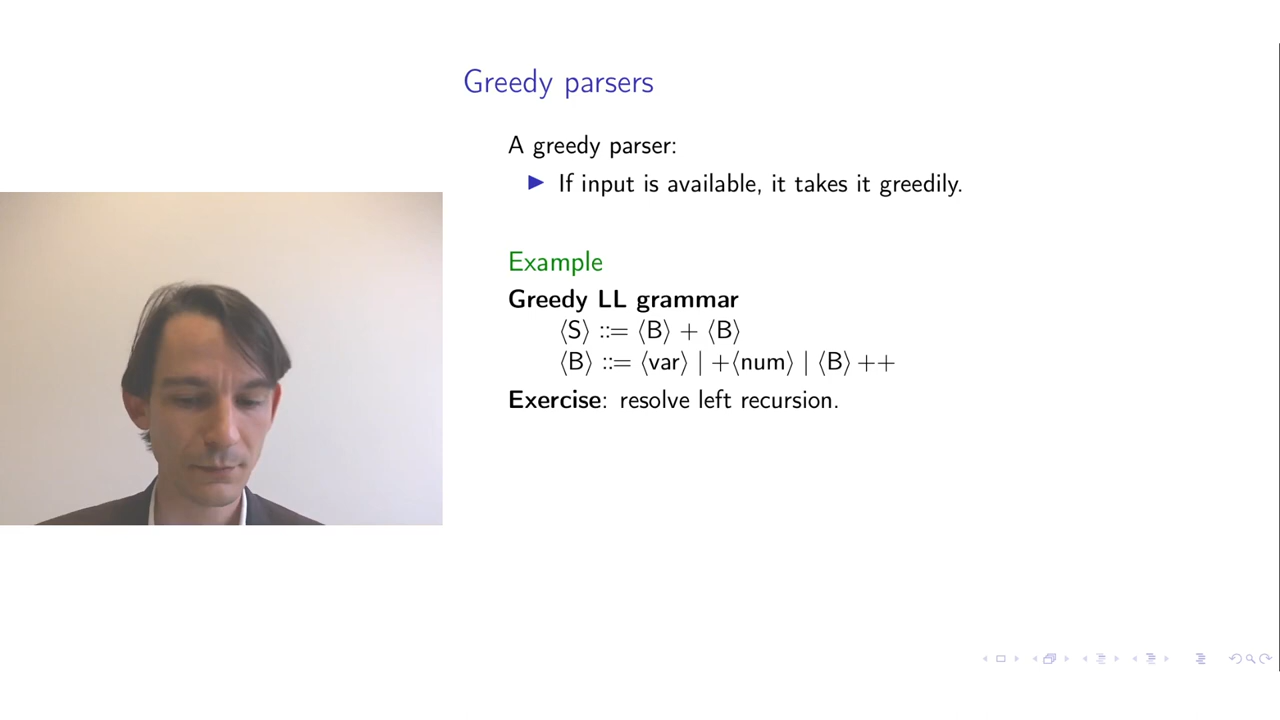 Greedy parsers
A greedy parser:
▶ If input is available, it takes it greedily.
Example
Greedy LL grammar
⟨S⟩ ::= ⟨B⟩ + ⟨B⟩
⟨B⟩ ::= ⟨var⟩ | +⟨num⟩ | ⟨B⟩ ++
Exercise: resolve left recursion.